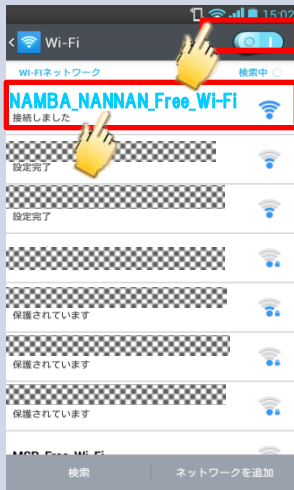 15:02
Wi-Fi
WI-FIネットワーク 検索中
NAMBA_NANNAN_Free_Wi-Fi
接続しました
設定完了
設定完了
保護されています
保護されています
保護されています
MSP Free Wi-Fi
検索 ネットワークを追加